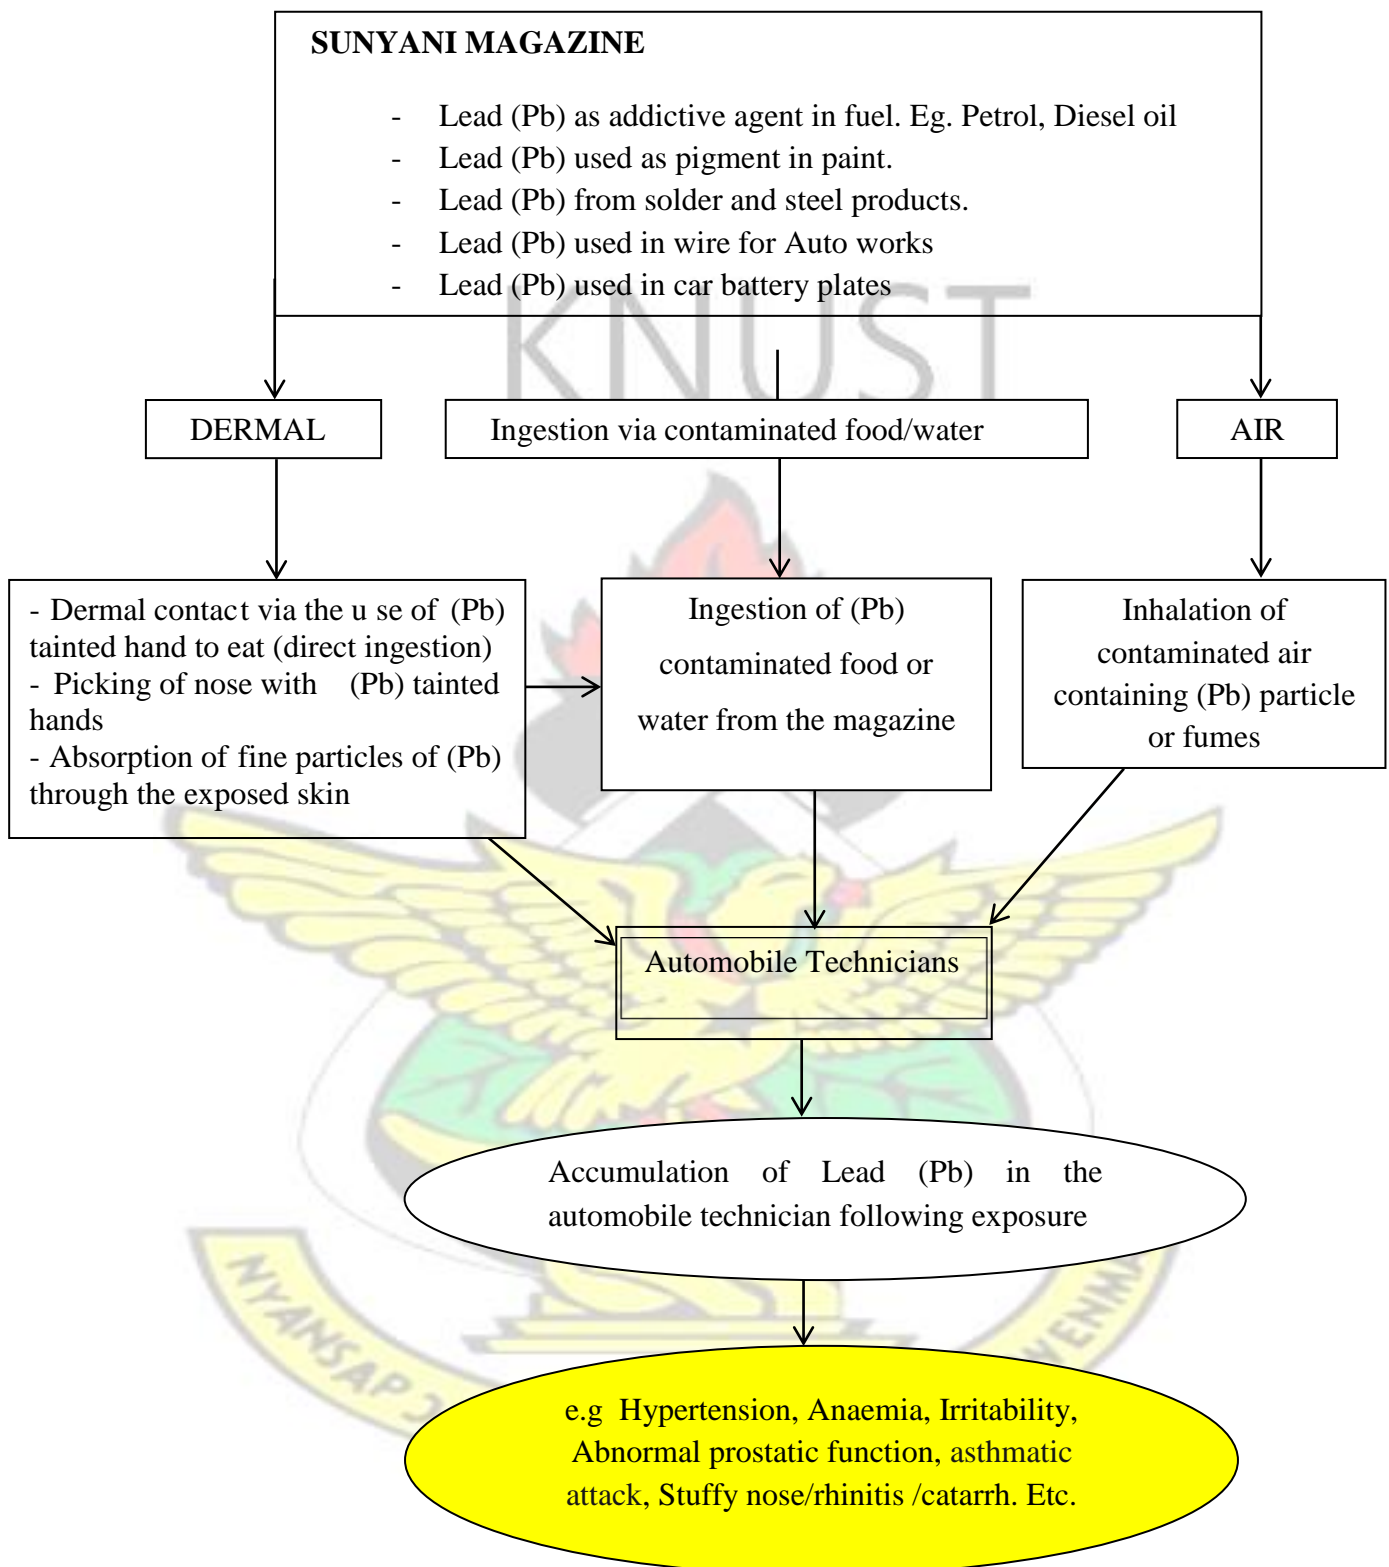 SUNYANI MAGAZINE
- Lead (Pb) as addictive agent in fuel. Eg. Petrol, Diesel oil
- Lead (Pb) used as pigment in paint.
- Lead (Pb) from solder and steel products.
- Lead (Pb) used in wire for Auto works
- Lead (Pb) used in car battery plates
KNUST
DERMAL
Ingestion via contaminated food/water
AIR
- Dermal contact via the u se of (Pb)
tainted hand to eat (direct ingestion)
- Picking of nose with (Pb) tainted
hands
- Absorption of fine particles of (Pb)
through the exposed skin
Ingestion of (Pb)
contaminated food or
water from the magazine
Inhalation of
contaminated air
containing (Pb) particle
or fumes
Automobile Technicians
Accumulation of Lead (Pb) in the
automobile technician following exposure
NYANSAP
WENMA
e.g Hypertension, Anaemia, Irritability,
Abnormal prostatic function, asthmatic
attack, Stuffy nose/rhinitis /catarrh. Etc.